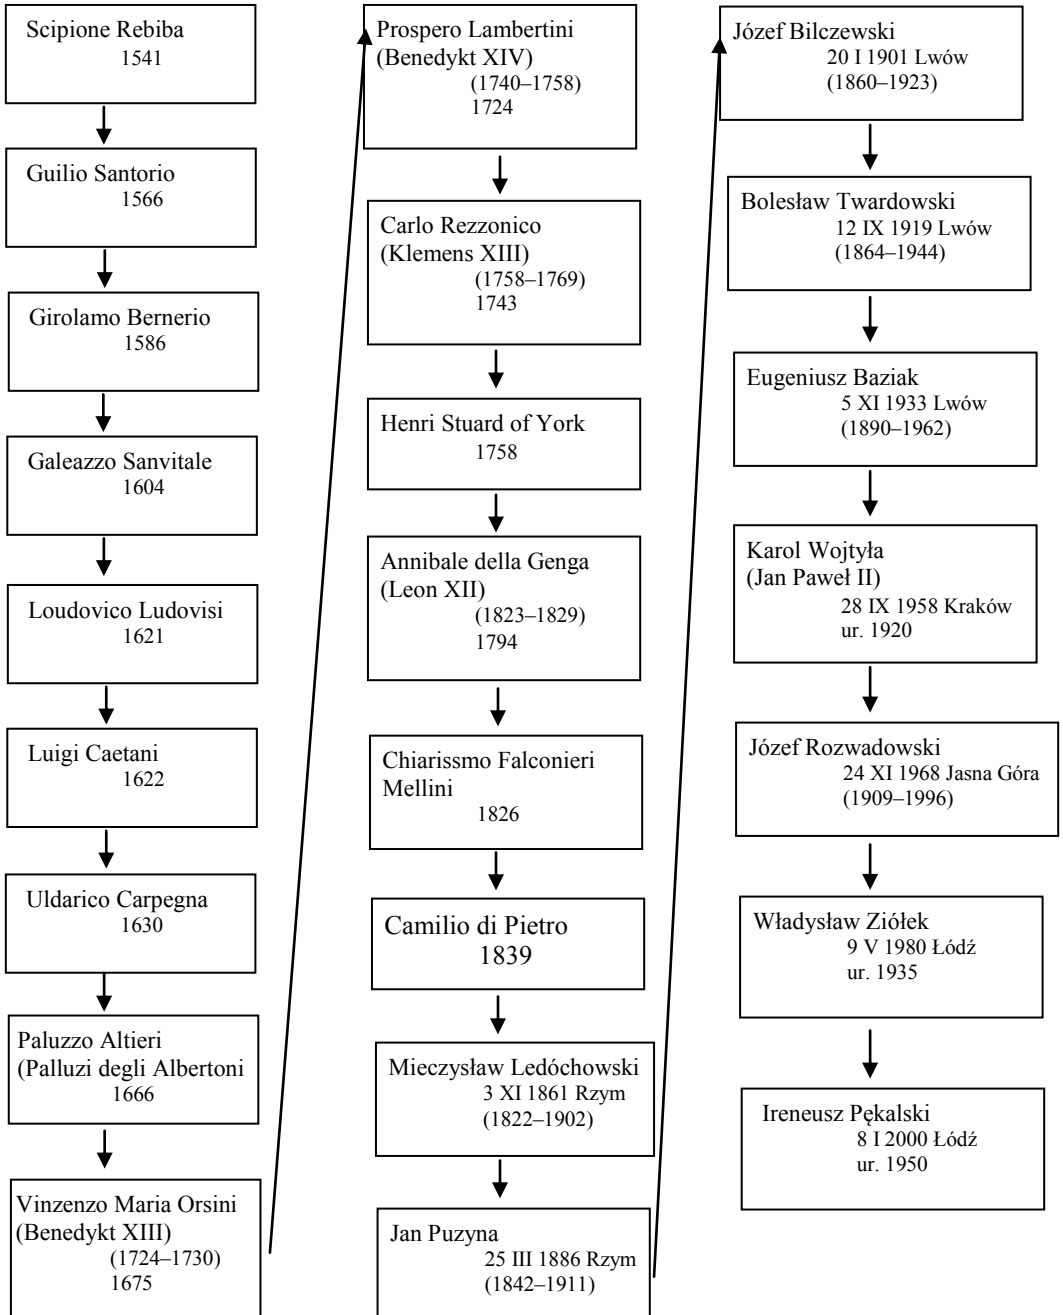 Scipione Rebiba
1541
Guilio Santorio
1566
Girolamo Bernerio
1586
Galeazzo Sanvitale
1604
Loudovico Ludovisi
1621
Luigi Caetani
1622
Uldarico Carpegna
1630
Paluzzo Altieri
(Palluzi degli Albertoni
1666
Vinzenzo Maria Orsini
(Benedykt XIII)
(1724–1730)
1675
Prospero Lambertini
(Benedykt XIV)
(1740–1758)
1724
Carlo Rezzonico
(Klemens XIII)
(1758–1769)
1743
Henri Stuard of York
1758
Annibale della Genga
(Leon XII)
(1823–1829)
1794
Chiarissmo Falconieri
Mellini
1826
Camilio di Pietro
1839
Mieczysław Ledóchowski
3 XI 1861 Rzym
(1822–1902)
Jan Puzyna
25 III 1886 Rzym
(1842–1911)
Józef Bilczewski
20 I 1901 Lwów
(1860–1923)
Bolesław Twardowski
12 IX 1919 Lwów
(1864–1944)
Eugeniusz Baziak
5 XI 1933 Lwów
(1890–1962)
Karol Wojtyła
(Jan Paweł II)
28 IX 1958 Kraków
ur. 1920
Józef Rozwadowski
24 XI 1968 Jasna Góra
(1909–1996)
Władysław Ziółek
9 V 1980 Łódź
ur. 1935
Ireneusz Pękalski
8 I 2000 Łódź
ur. 1950